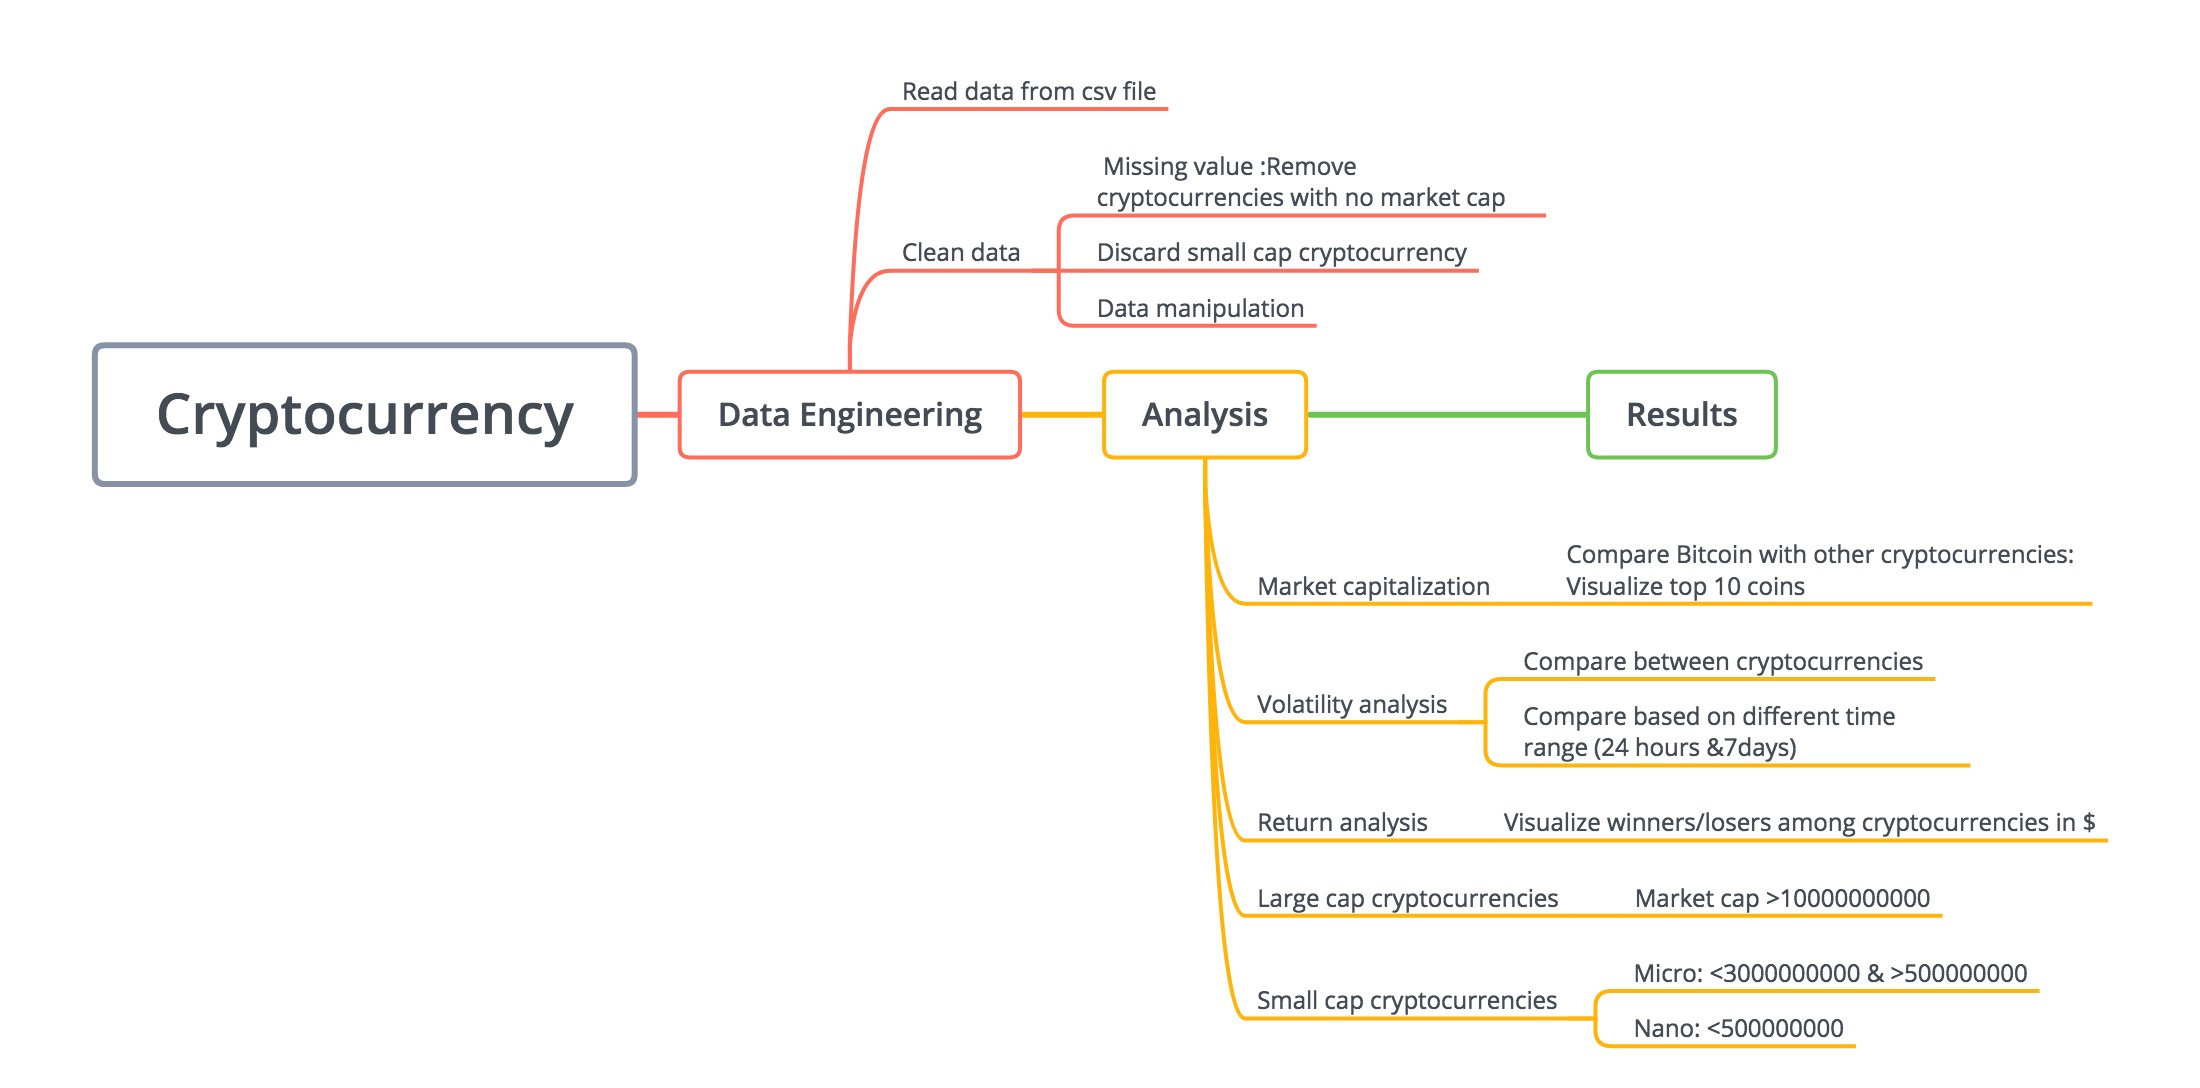 Read data from csv file
Missing value :Remove
cryptocurrencies with no market cap
Clean data
Discard small cap cryptocurrency
Data manipulation
Cryptocurrency
Data Engineering
Analysis
Results
Compare Bitcoin with other cryptocurrencies:
Visualize top 10 coins
Market capitalization
Compare between cryptocurrencies
Volatility analysis
Compare based on different time
range (24 hours &7days)
Return analysis
Visualize winners/losers among cryptocurrencies in $
Large cap cryptocurrencies
Market cap >10000000000
Micro: <3000000000 & >500000000
Small cap cryptocurrencies
Nano: <500000000